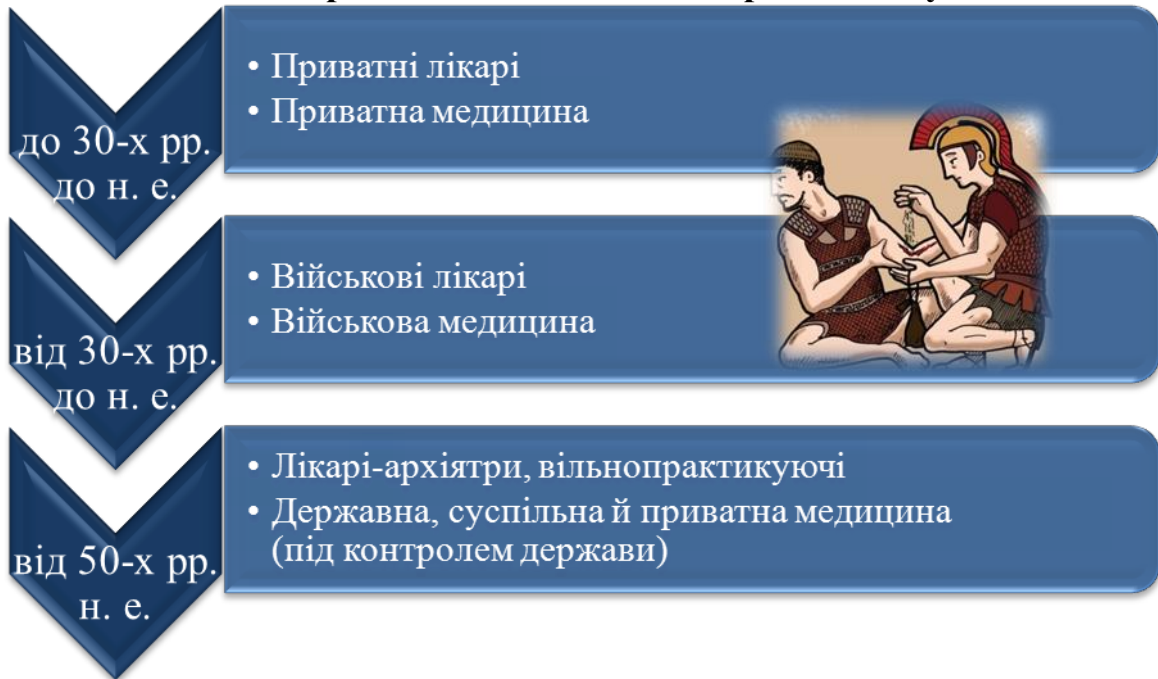 до 30-х рр.
до н. е.
• Приватні лікарі
• Приватна медицина
від 30-х рр.
до н. е.
• Військові лікарі
• Військова медицина
від 50-х рр.
н. е.
• Лікарі-архіятри, вільнопрактикуючі
• Державна, суспільна й приватна медицина
(під контролем держави)